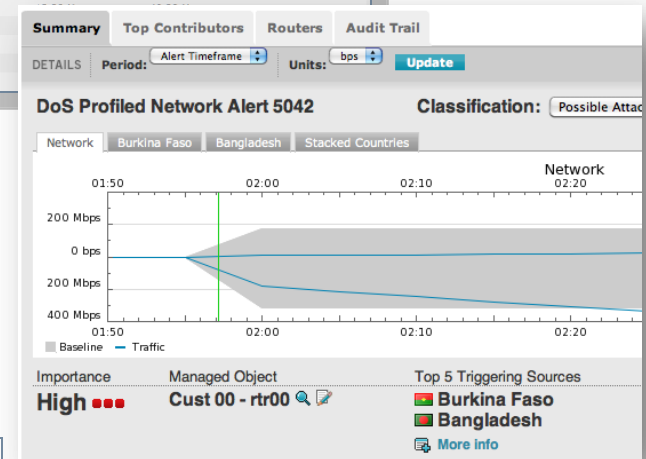 Summary Top Contributors Routers Audit Trail
DETAILS Period: Alert Timeframe Units: bps Update
DoS Profiled Network Alert 5042 Classification: Possible Attac
Network Burkina Faso Bangladesh Stacked Countries
Network
01:50 02:00 02:10 02:20
200 Mbps
0 bps
200 Mbps
400 Mbps
01:50 02:00 02:10 02:20
Baseline Traffic
Importance Managed Object Top 5 Triggering Sources
High Cust 00 - rtr00 Burkina Faso
Bangladesh
More info